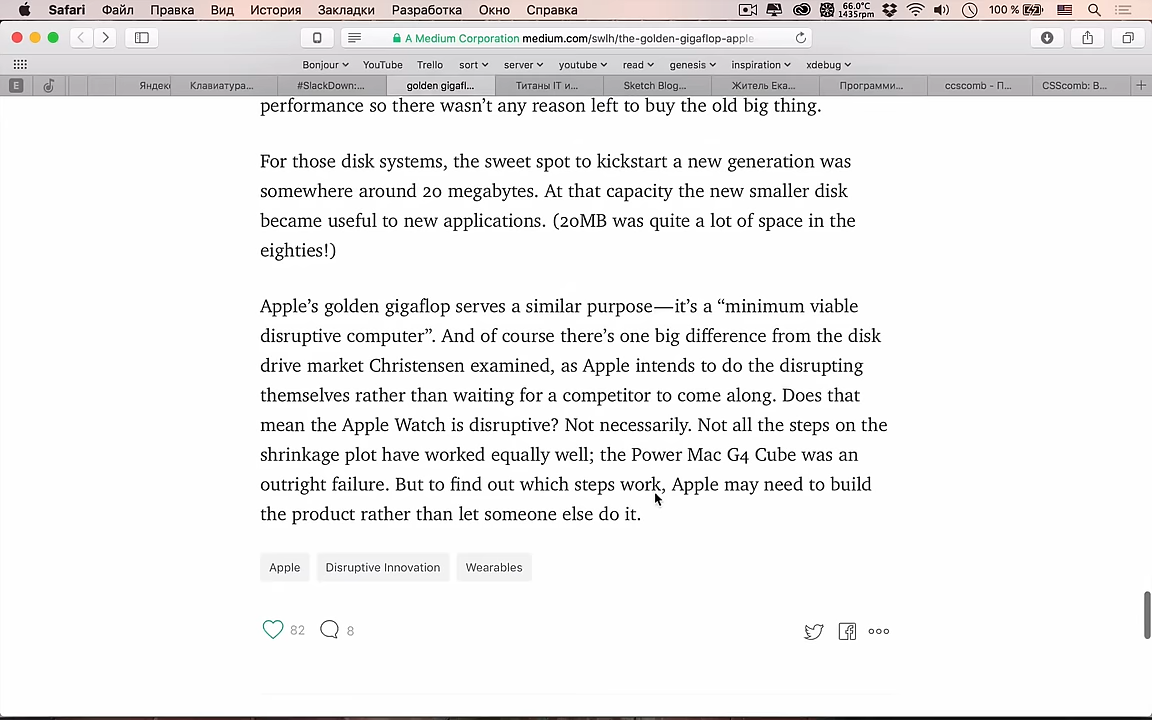 Safari Файл Правка Вид История Закладки Разработка Окно Справка 66.0°C 1435rpm 100 %
A Medium Corporation medium.com/swlh/the-golden-gigaflop-apple-
Bonjour YouTube Trello sort server youtube read genesis inspiration xdebug
E Яндекс Клавиатура... #SlackDown:... golden gigafl... Титаны IT и... Sketch Blog... Житель Ека... Программи... ccscomb - П... CSScomb: В...
performance so there wasn’t any reason left to buy the old big thing.
For those disk systems, the sweet spot to kickstart a new generation was
somewhere around 20 megabytes. At that capacity the new smaller disk
became useful to new applications. (20MB was quite a lot of space in the
eighties!)
Apple’s golden gigaflop serves a similar purpose — it’s a “minimum viable
disruptive computer”. And of course there’s one big difference from the disk
drive market Christensen examined, as Apple intends to do the disrupting
themselves rather than waiting for a competitor to come along. Does that
mean the Apple Watch is disruptive? Not necessarily. Not all the steps on the
shrinkage plot have worked equally well; the Power Mac G4 Cube was an
outright failure. But to find out which steps work, Apple may need to build
the product rather than let someone else do it.
Apple Disruptive Innovation Wearables
82 8